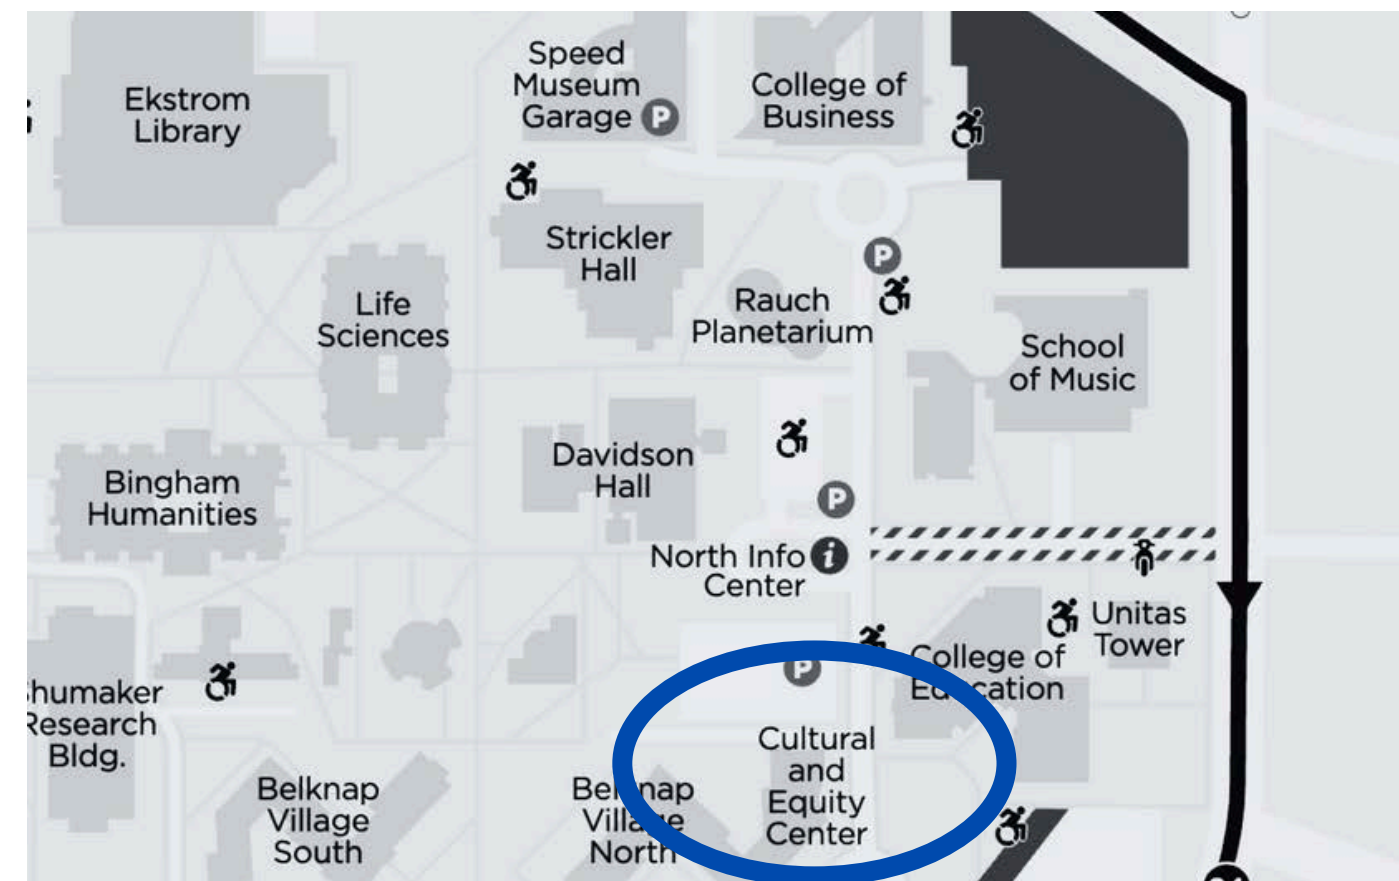 Ekstrom
Library
Speed
Museum
Garage P
College of
Business
Strickler
Hall
P
Life
Sciences
Rauch
Planetarium
School
of Music
Bingham
Humanities
Davidson
Hall
P
North Info i
Center
Unitas
Tower
P
College of
Education
Shumaker
Research
Bldg.
Cultural
and
Equity
Center
Belknap
Village
South
Belknap
Village
North